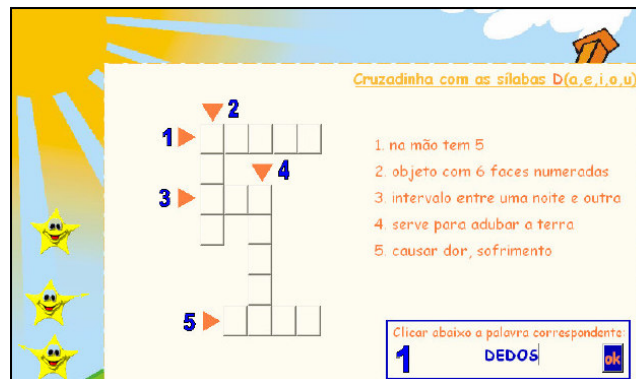 Cruzadinha com as sílabas D(a,e,i,o,u)
2
1
4
3
5
1. na mão tem 5
2. objeto com 6 faces numeradas
3. intervalo entre uma noite e outra
4. serve para adubar a terra
5. causar dor, sofrimento
Clicar abaixo a palavra correspondente:
1 DEDOS ok